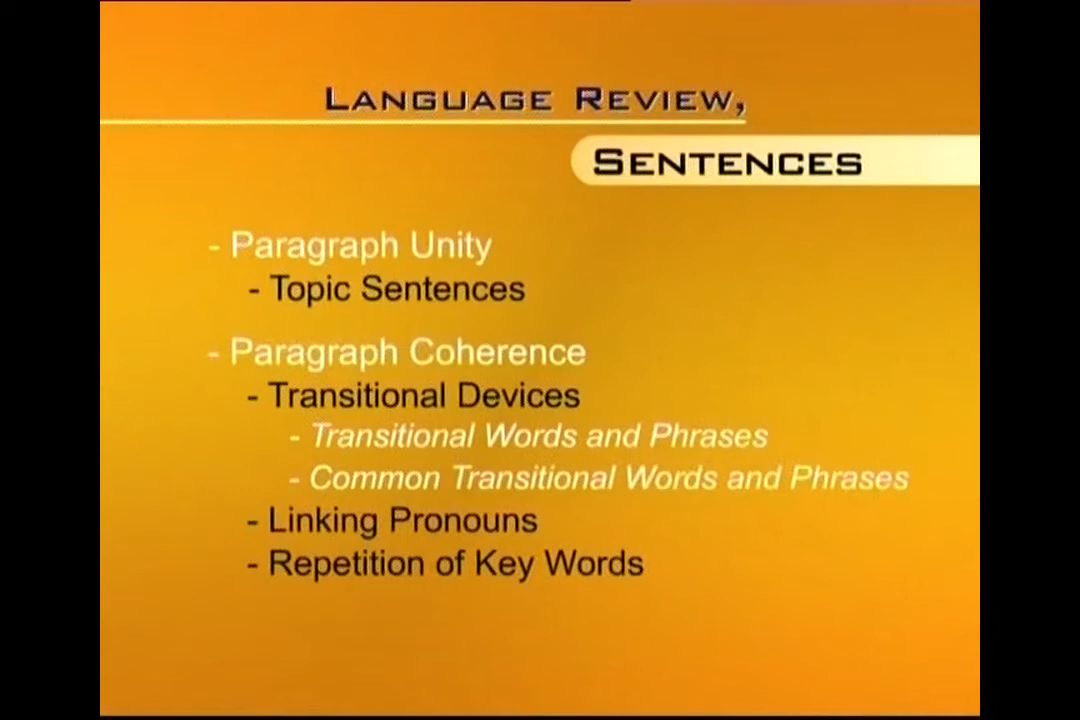 Language Review,
Sentences
- Paragraph Unity
- Topic Sentences
- Paragraph Coherence
- Transitional Devices
- Transitional Words and Phrases
- Common Transitional Words and Phrases
- Linking Pronouns
- Repetition of Key Words